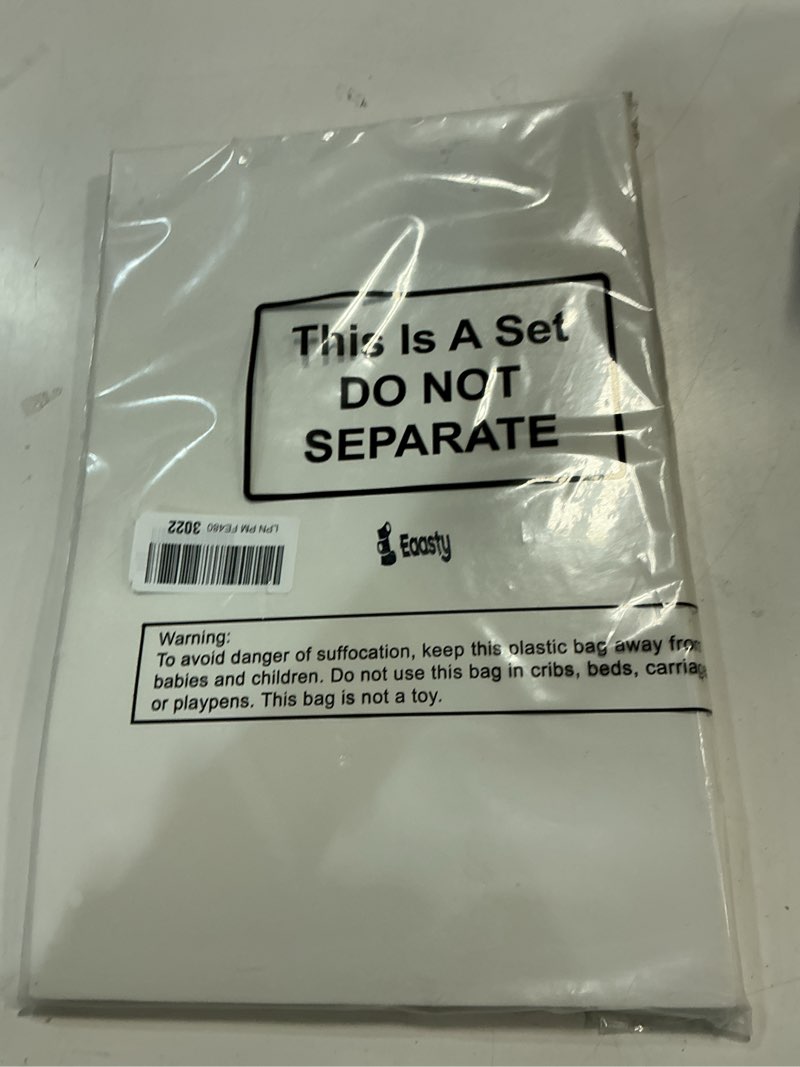 This Is A Set
DO NOT
SEPARATE
LPN PM FE480 3022
Eaasty
Warning:
To avoid danger of suffocation, keep this plastic bag away from
babies and children. Do not use this bag in cribs, beds, carriag
or playpens. This bag is not a toy.